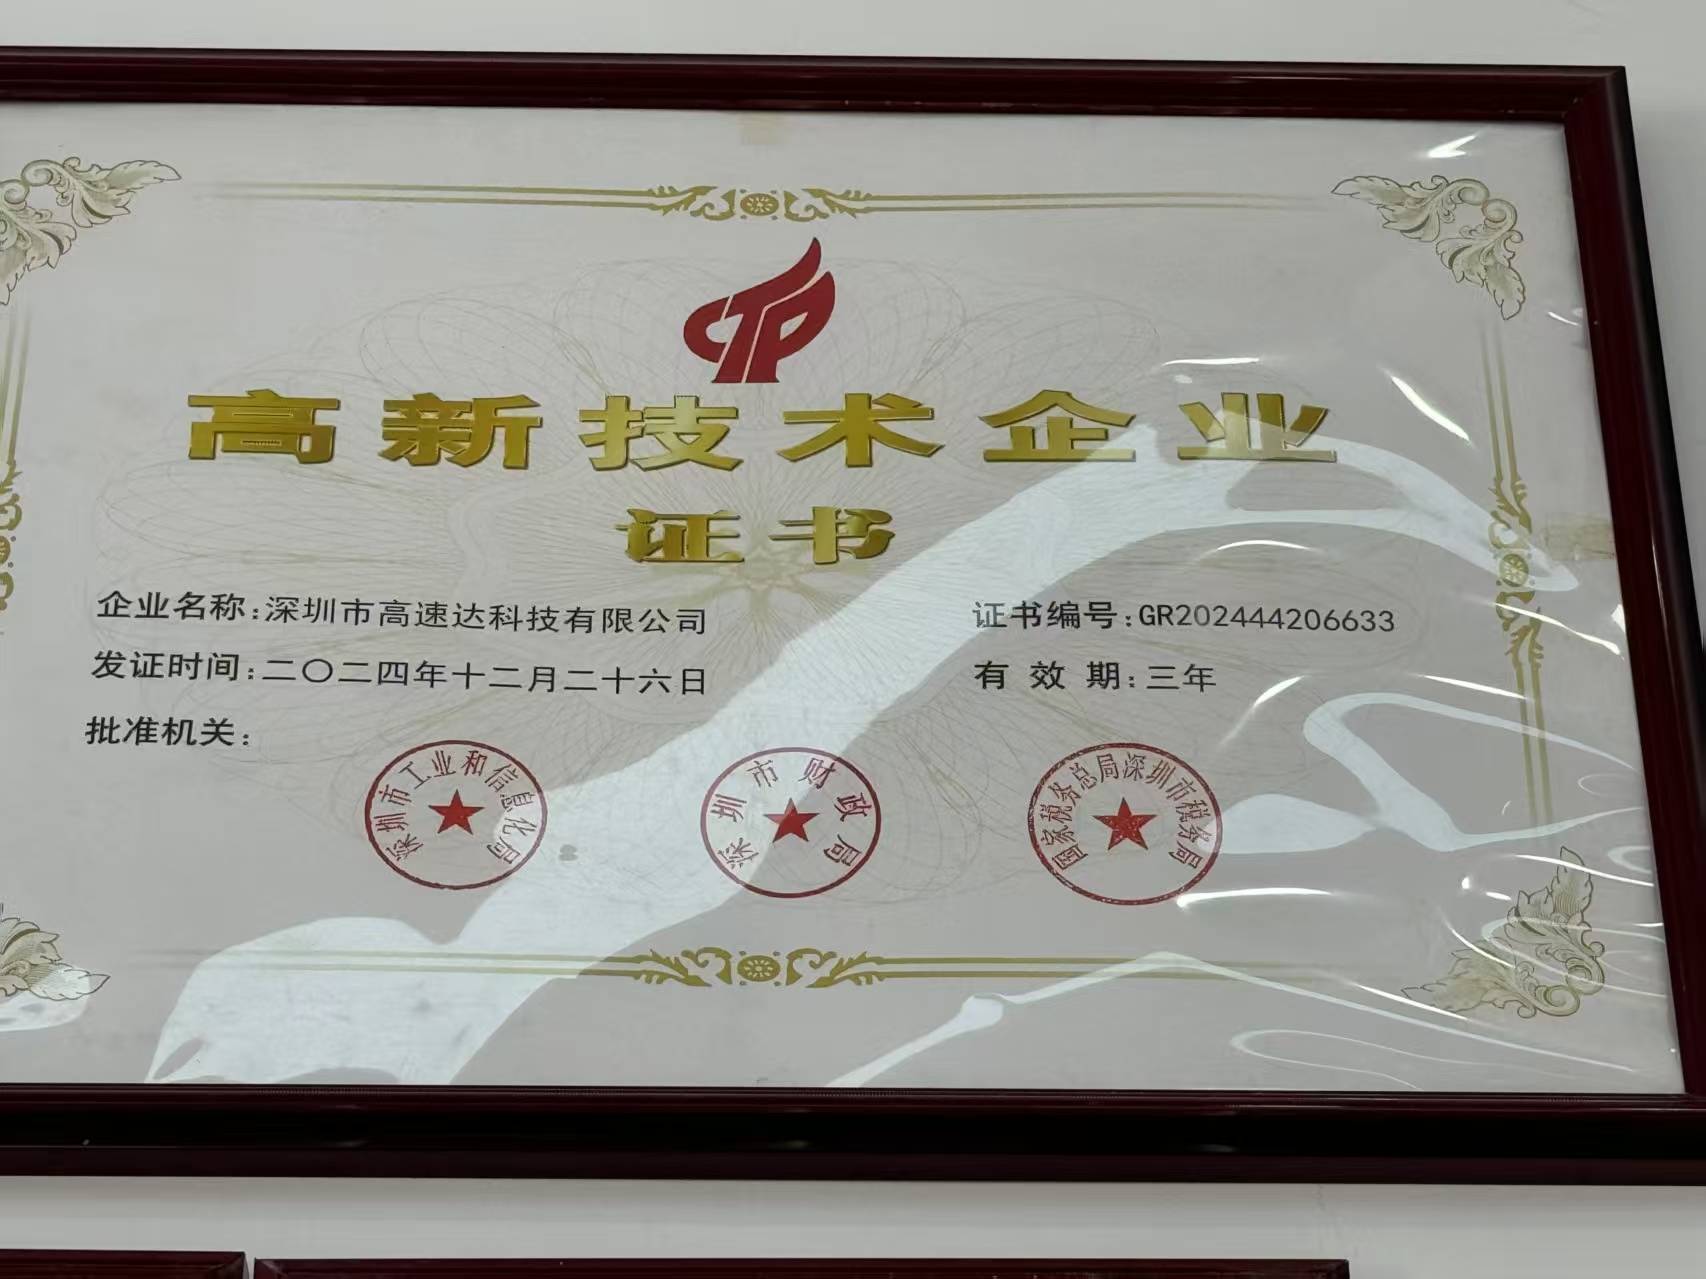 CTP
高新技术企业
证书
企业名称:深圳市高速达科技有限公司
证书编号:GR202444206633
发证时间:二〇二四年十二月二十六日
有效期:三年
批准机关:
深圳市工业和信息化局
深圳市财政局
国家税务总局深圳市税务局